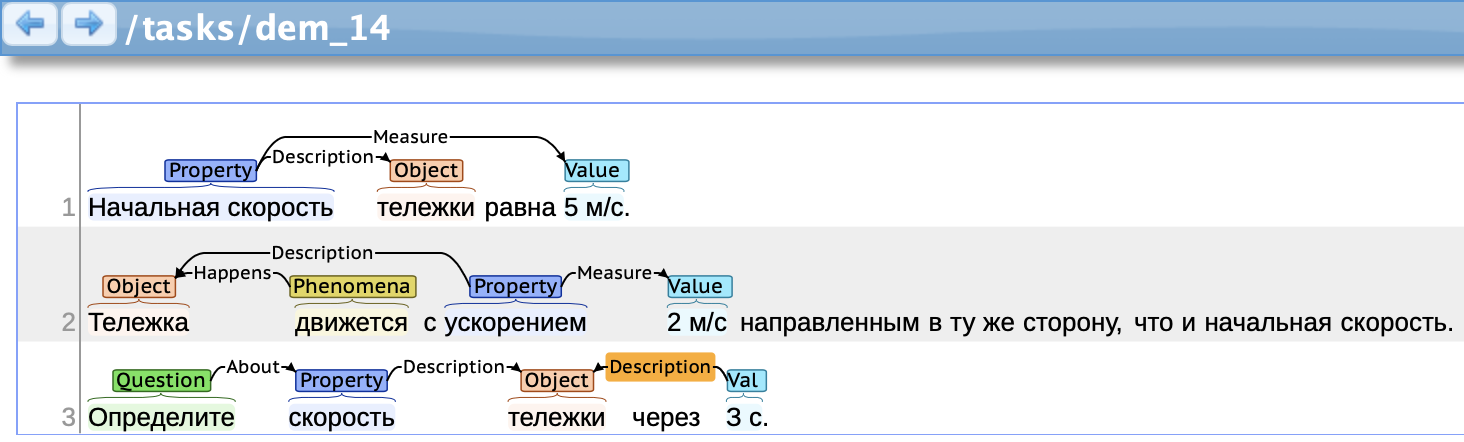 /tasks/dem_14
Measure
Description
Property Object Value
1 Начальная скорость тележки равна 5 м/с.
Description
Happens Measure
Object Phenomena Property Value
2 Тележка движется с ускорением 2 м/с направленным в ту же сторону, что и начальная скорость.
About Description Description
Question Property Object Val
3 Определите скорость тележки через 3 с.